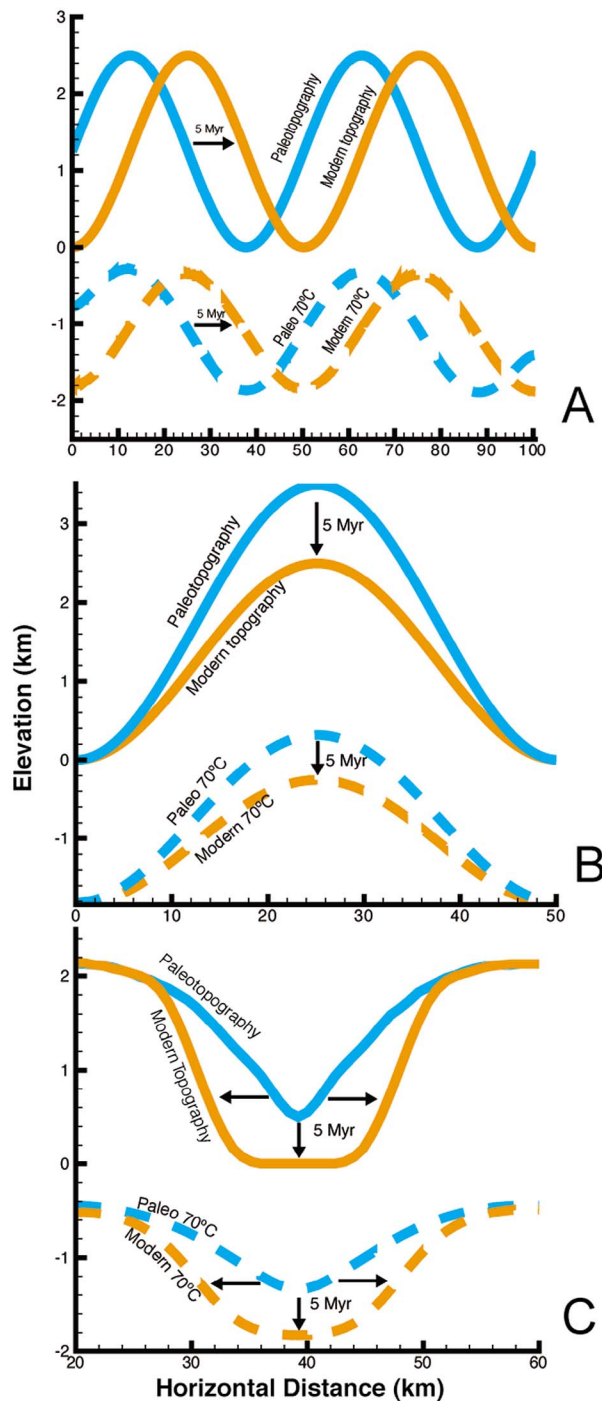 3
2
1
0
-1
-2
5 Myr
Paleotopography
Modern topography
5 Myr
Paleo 70ºC
Modern 70ºC
0 10 20 30 40 50 60 70 80 90 100
A
3
2
1
0
-1
5 Myr
Paleotopography
Modern topography
5 Myr
Paleo 70ºC
Modern 70ºC
0 10 20 30 40 50
B
Elevation (km)
2
1
0
-1
-2
Paleotopography
Modern Topography
5 Myr
Paleo 70ºC
Modern 70ºC
5 Myr
20 30 40 50 60
C
Horizontal Distance (km)